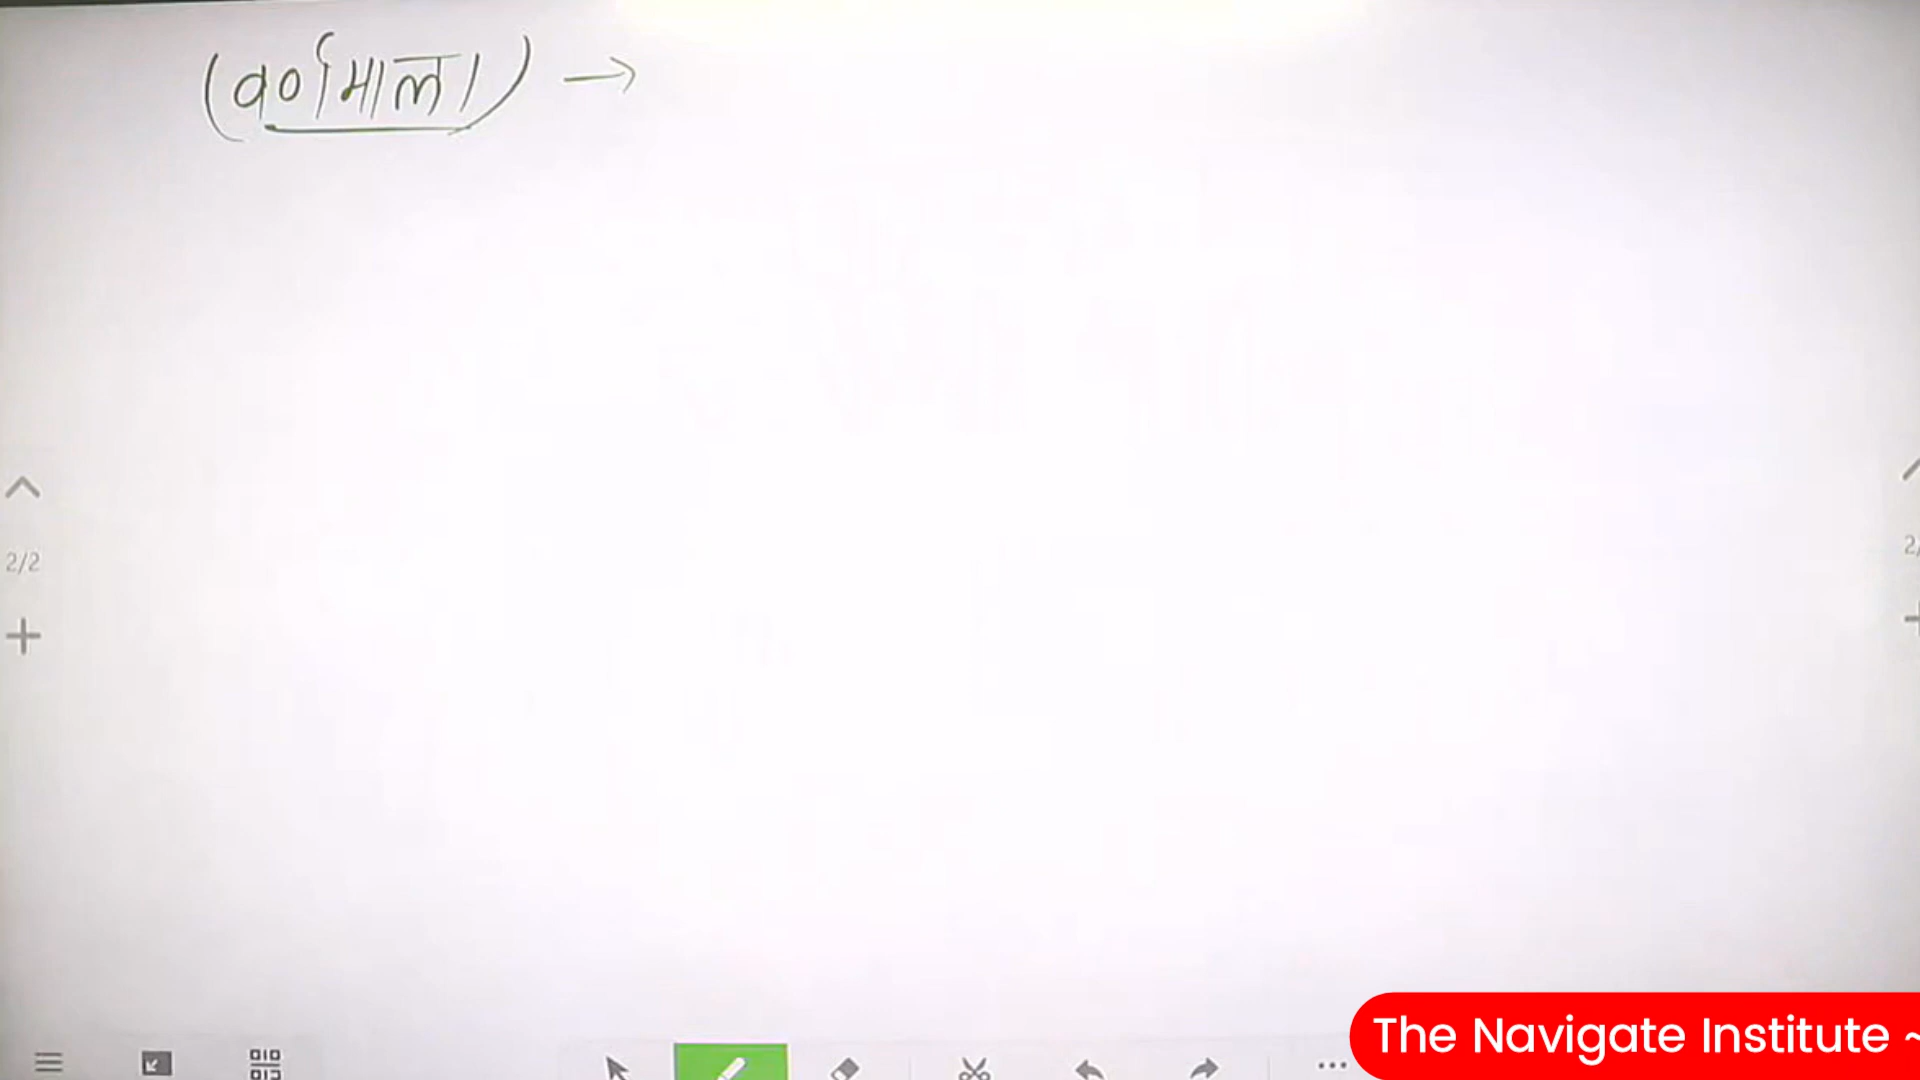 (वर्णमाला) →
2/2
The Navigate Institute ~